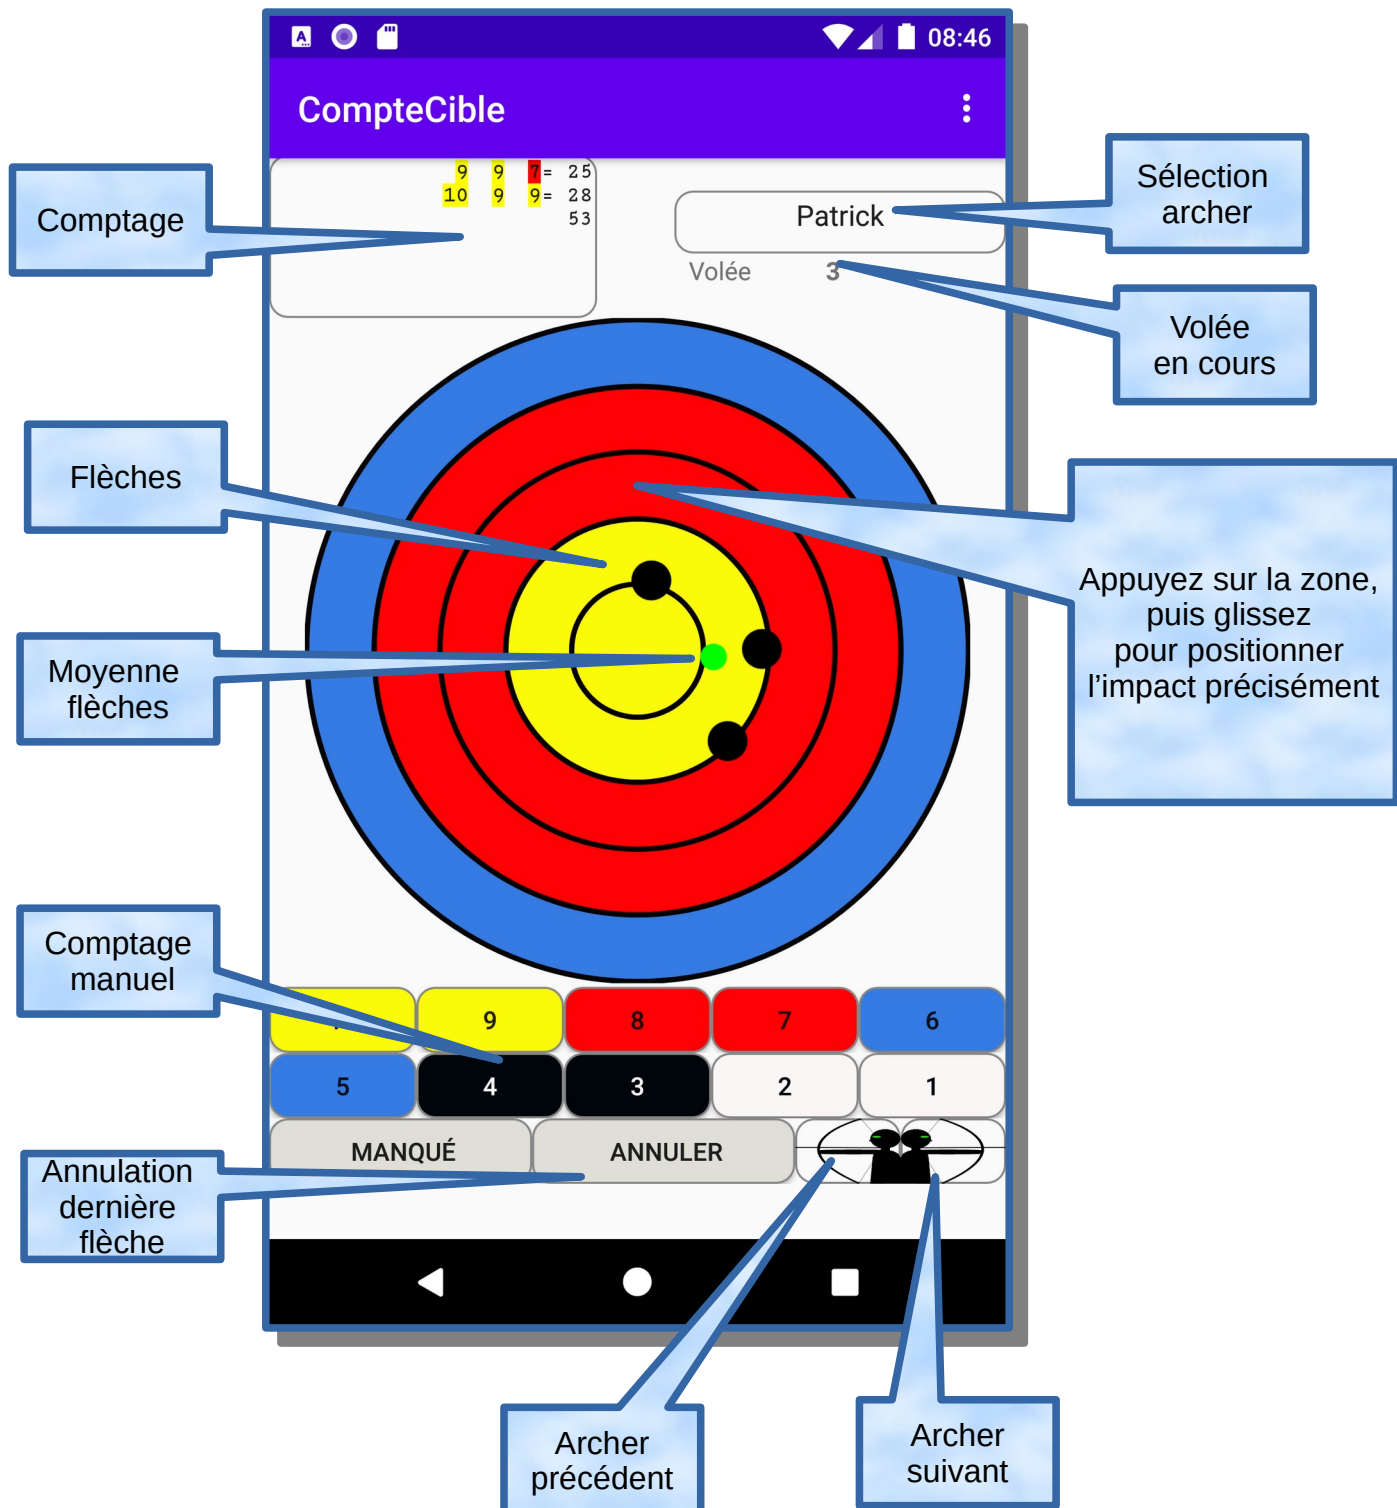 08:46
CompteCible
9 9 7= 25
10 9 9= 28
53
Patrick
Volée 3
Comptage
Sélection
archer
Volée
en cours
Flèches
Appuyez sur la zone,
puis glissez
pour positionner
l’impact précisément
Moyenne
flèches
Comptage
manuel
9 8 7 6
5 4 3 2 1
MANQUÉ ANNULER
Annulation
dernière
flèche
Archer
précédent
Archer
suivant